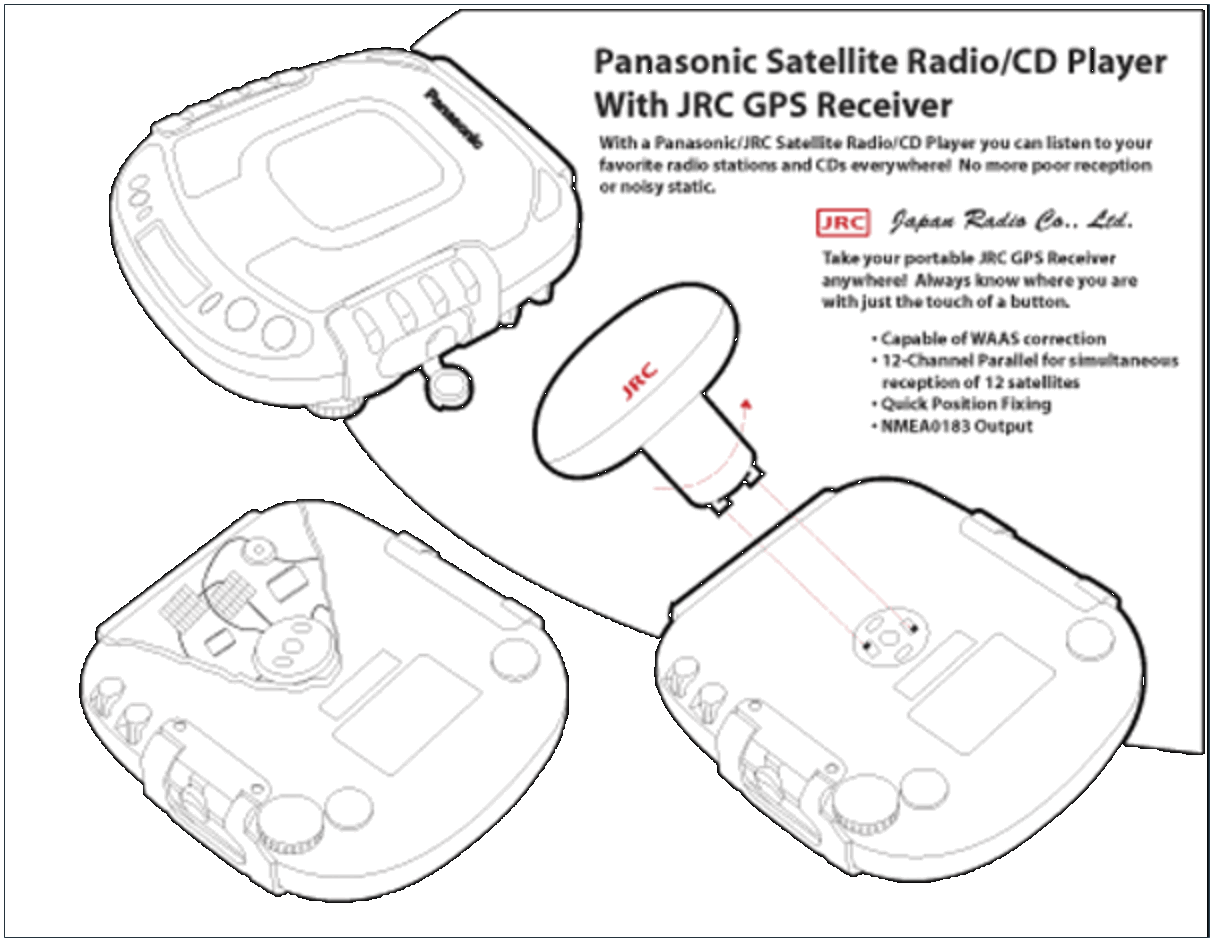 Panasonic Satellite Radio/CD Player
With JRC GPS Receiver
With a Panasonic/JRC Satellite Radio/CD Player you can listen to your
favorite radio stations and CDs everywhere! No more poor reception
or noisy static.
Panasonic
JRC Japan Radio Co., Ltd.
Take your portable JRC GPS Receiver
anywhere! Always know where you are
with just the touch of a button.
• Capable of WAAS correction
• 12-Channel Parallel for simultaneous
reception of 12 satellites
• Quick Position Fixing
• NMEA0183 Output
JRC